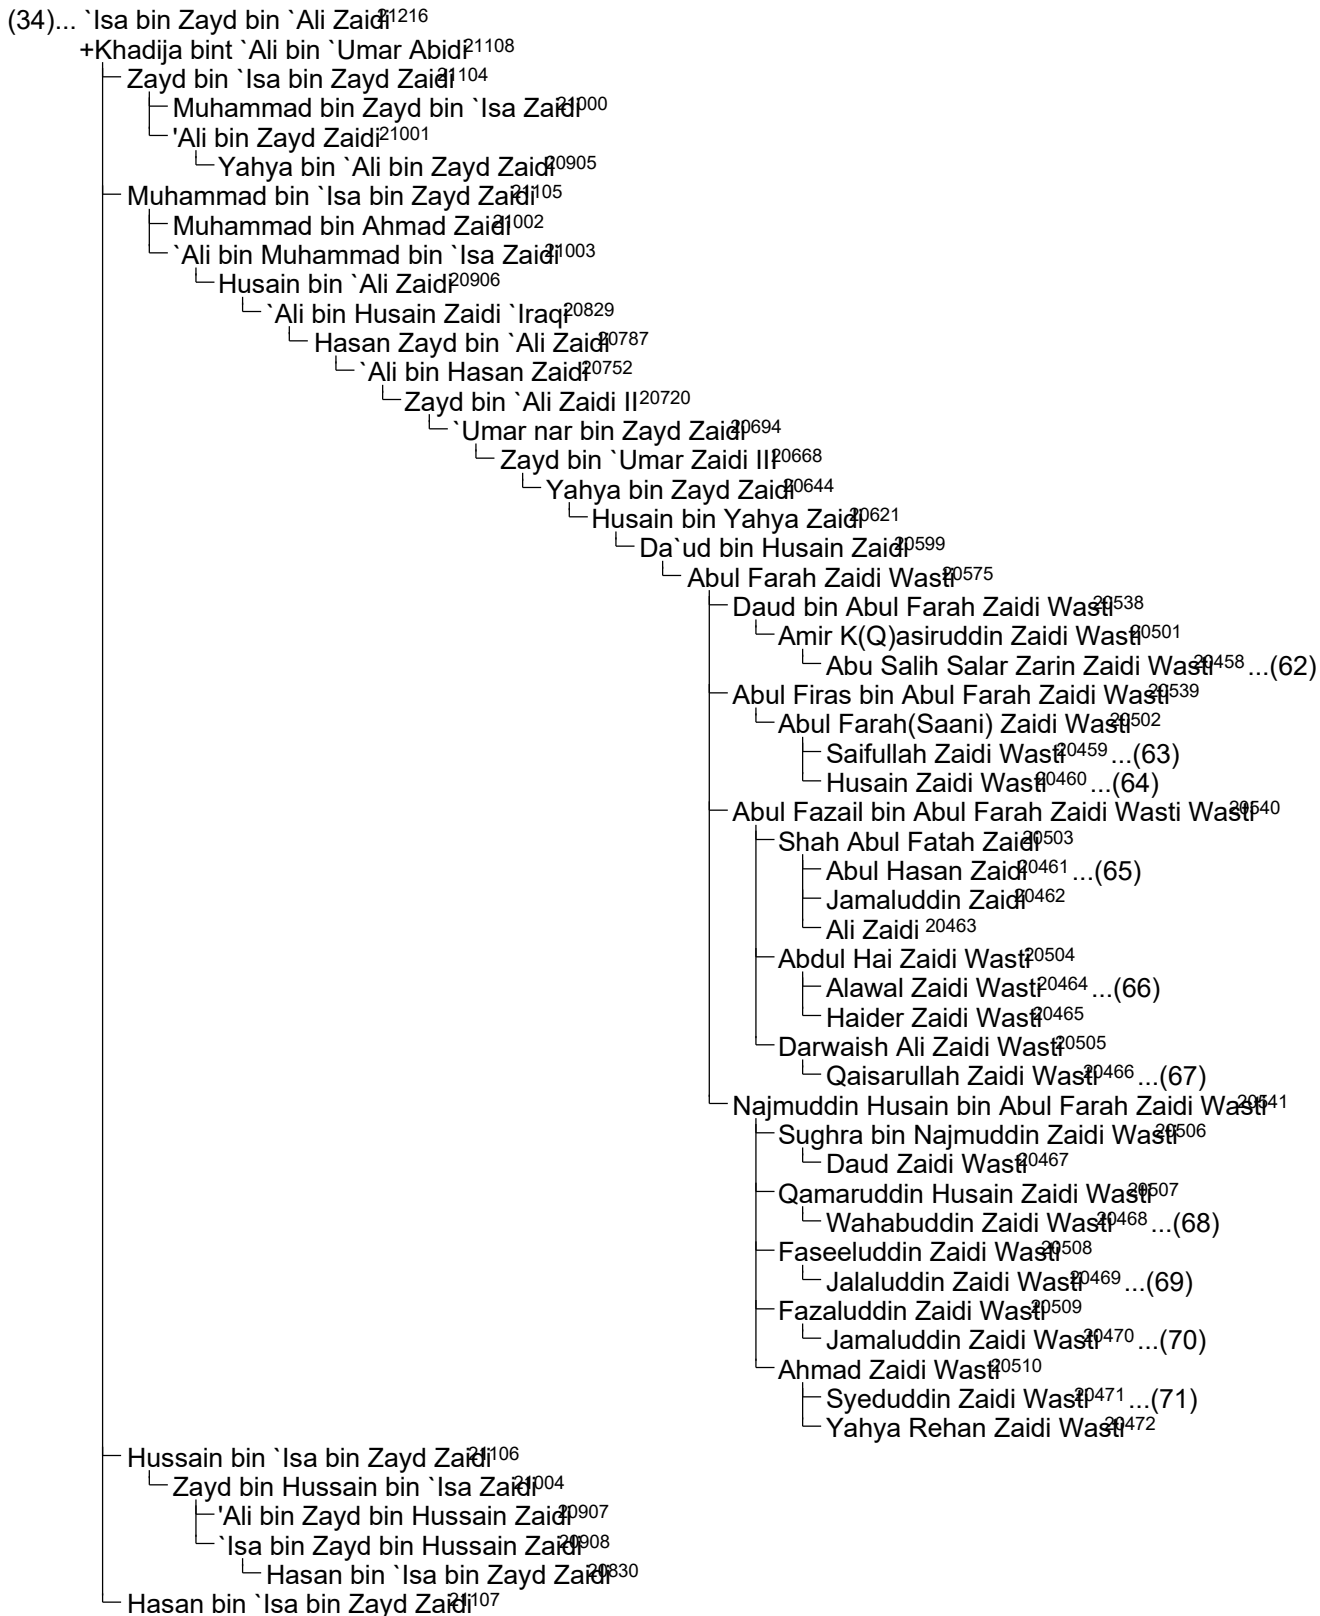 (34)... `Isa bin Zayd bin `Ali Zaidi21216
+Khadija bint `Ali bin `Umar Abidi21108
Zayd bin `Isa bin Zayd Zaidi21104
Muhammad bin Zayd bin `Isa Zaidi21000
'Ali bin Zayd Zaidi21001
Yahya bin `Ali bin Zayd Zaidi20905
Muhammad bin `Isa bin Zayd Zaidi21105
Muhammad bin Ahmad Zaidi21002
`Ali bin Muhammad bin `Isa Zaidi21003
Husain bin `Ali Zaidi20906
`Ali bin Husain Zaidi `Iraqi20829
Hasan Zayd bin `Ali Zaidi20787
`Ali bin Hasan Zaidi20752
Zayd bin `Ali Zaidi II20720
`Umar nar bin Zayd Zaidi20694
Zayd bin `Umar Zaidi III20668
Yahya bin Zayd Zaidi20644
Husain bin Yahya Zaidi20621
Da`ud bin Husain Zaidi20599
Abul Farah Zaidi Wasti20575
Daud bin Abul Farah Zaidi Wasti20538
Amir K(Q)asiruddin Zaidi Wasti20501
Abu Salih Salar Zarin Zaidi Wasti20458 ...(62)
Abul Firas bin Abul Farah Zaidi Wasti20539
Abul Farah(Saani) Zaidi Wasti20502
Saifullah Zaidi Wasti20459 ...(63)
Husain Zaidi Wasti20460 ...(64)
Abul Fazail bin Abul Farah Zaidi Wasti Wasti20540
Shah Abul Fatah Zaidi20503
Abul Hasan Zaidi20461 ...(65)
Jamaluddin Zaidi20462
Ali Zaidi 20463
Abdul Hai Zaidi Wasti20504
Alawal Zaidi Wasti20464 ...(66)
Haider Zaidi Wasti20465
Darwaish Ali Zaidi Wasti20505
Qaisarullah Zaidi Wasti20466 ...(67)
Najmuddin Husain bin Abul Farah Zaidi Wasti20541
Sughra bin Najmuddin Zaidi Wasti20506
Daud Zaidi Wasti20467
Qamaruddin Husain Zaidi Wasti20507
Wahabuddin Zaidi Wasti20468 ...(68)
Faseeluddin Zaidi Wasti20508
Jalaluddin Zaidi Wasti20469 ...(69)
Fazaluddin Zaidi Wasti20509
Jamaluddin Zaidi Wasti20470 ...(70)
Ahmad Zaidi Wasti20510
Syeduddin Zaidi Wasti20471 ...(71)
Yahya Rehan Zaidi Wasti20472
Hussain bin `Isa bin Zayd Zaidi21106
Zayd bin Hussain bin `Isa Zaidi21004
'Ali bin Zayd bin Hussain Zaidi20907
`Isa bin Zayd bin Hussain Zaidi20908
Hasan bin `Isa bin Zayd Zaidi20830
Hasan bin `Isa bin Zayd Zaidi21107